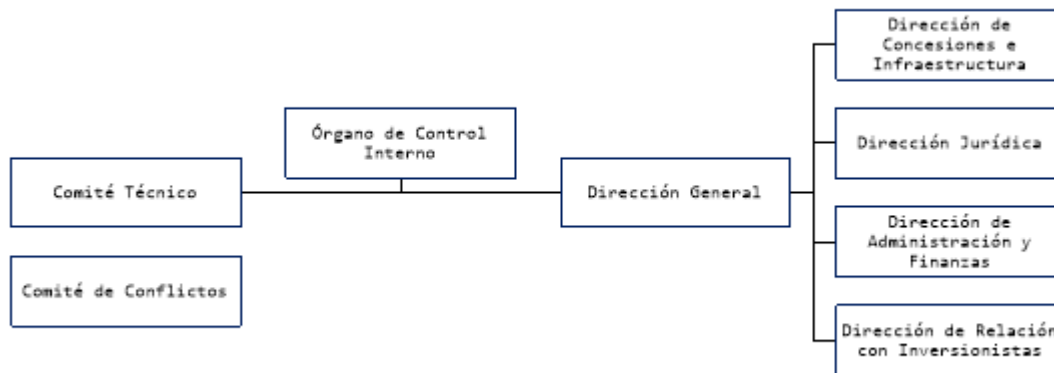 Dirección de
Concesiones e
Infraestructura
Órgano de Control
Interno
Dirección Jurídica
Comité Técnico
Dirección General
Dirección de
Administración y
Finanzas
Comité de Conflictos
Dirección de Relación
con Inversionistas